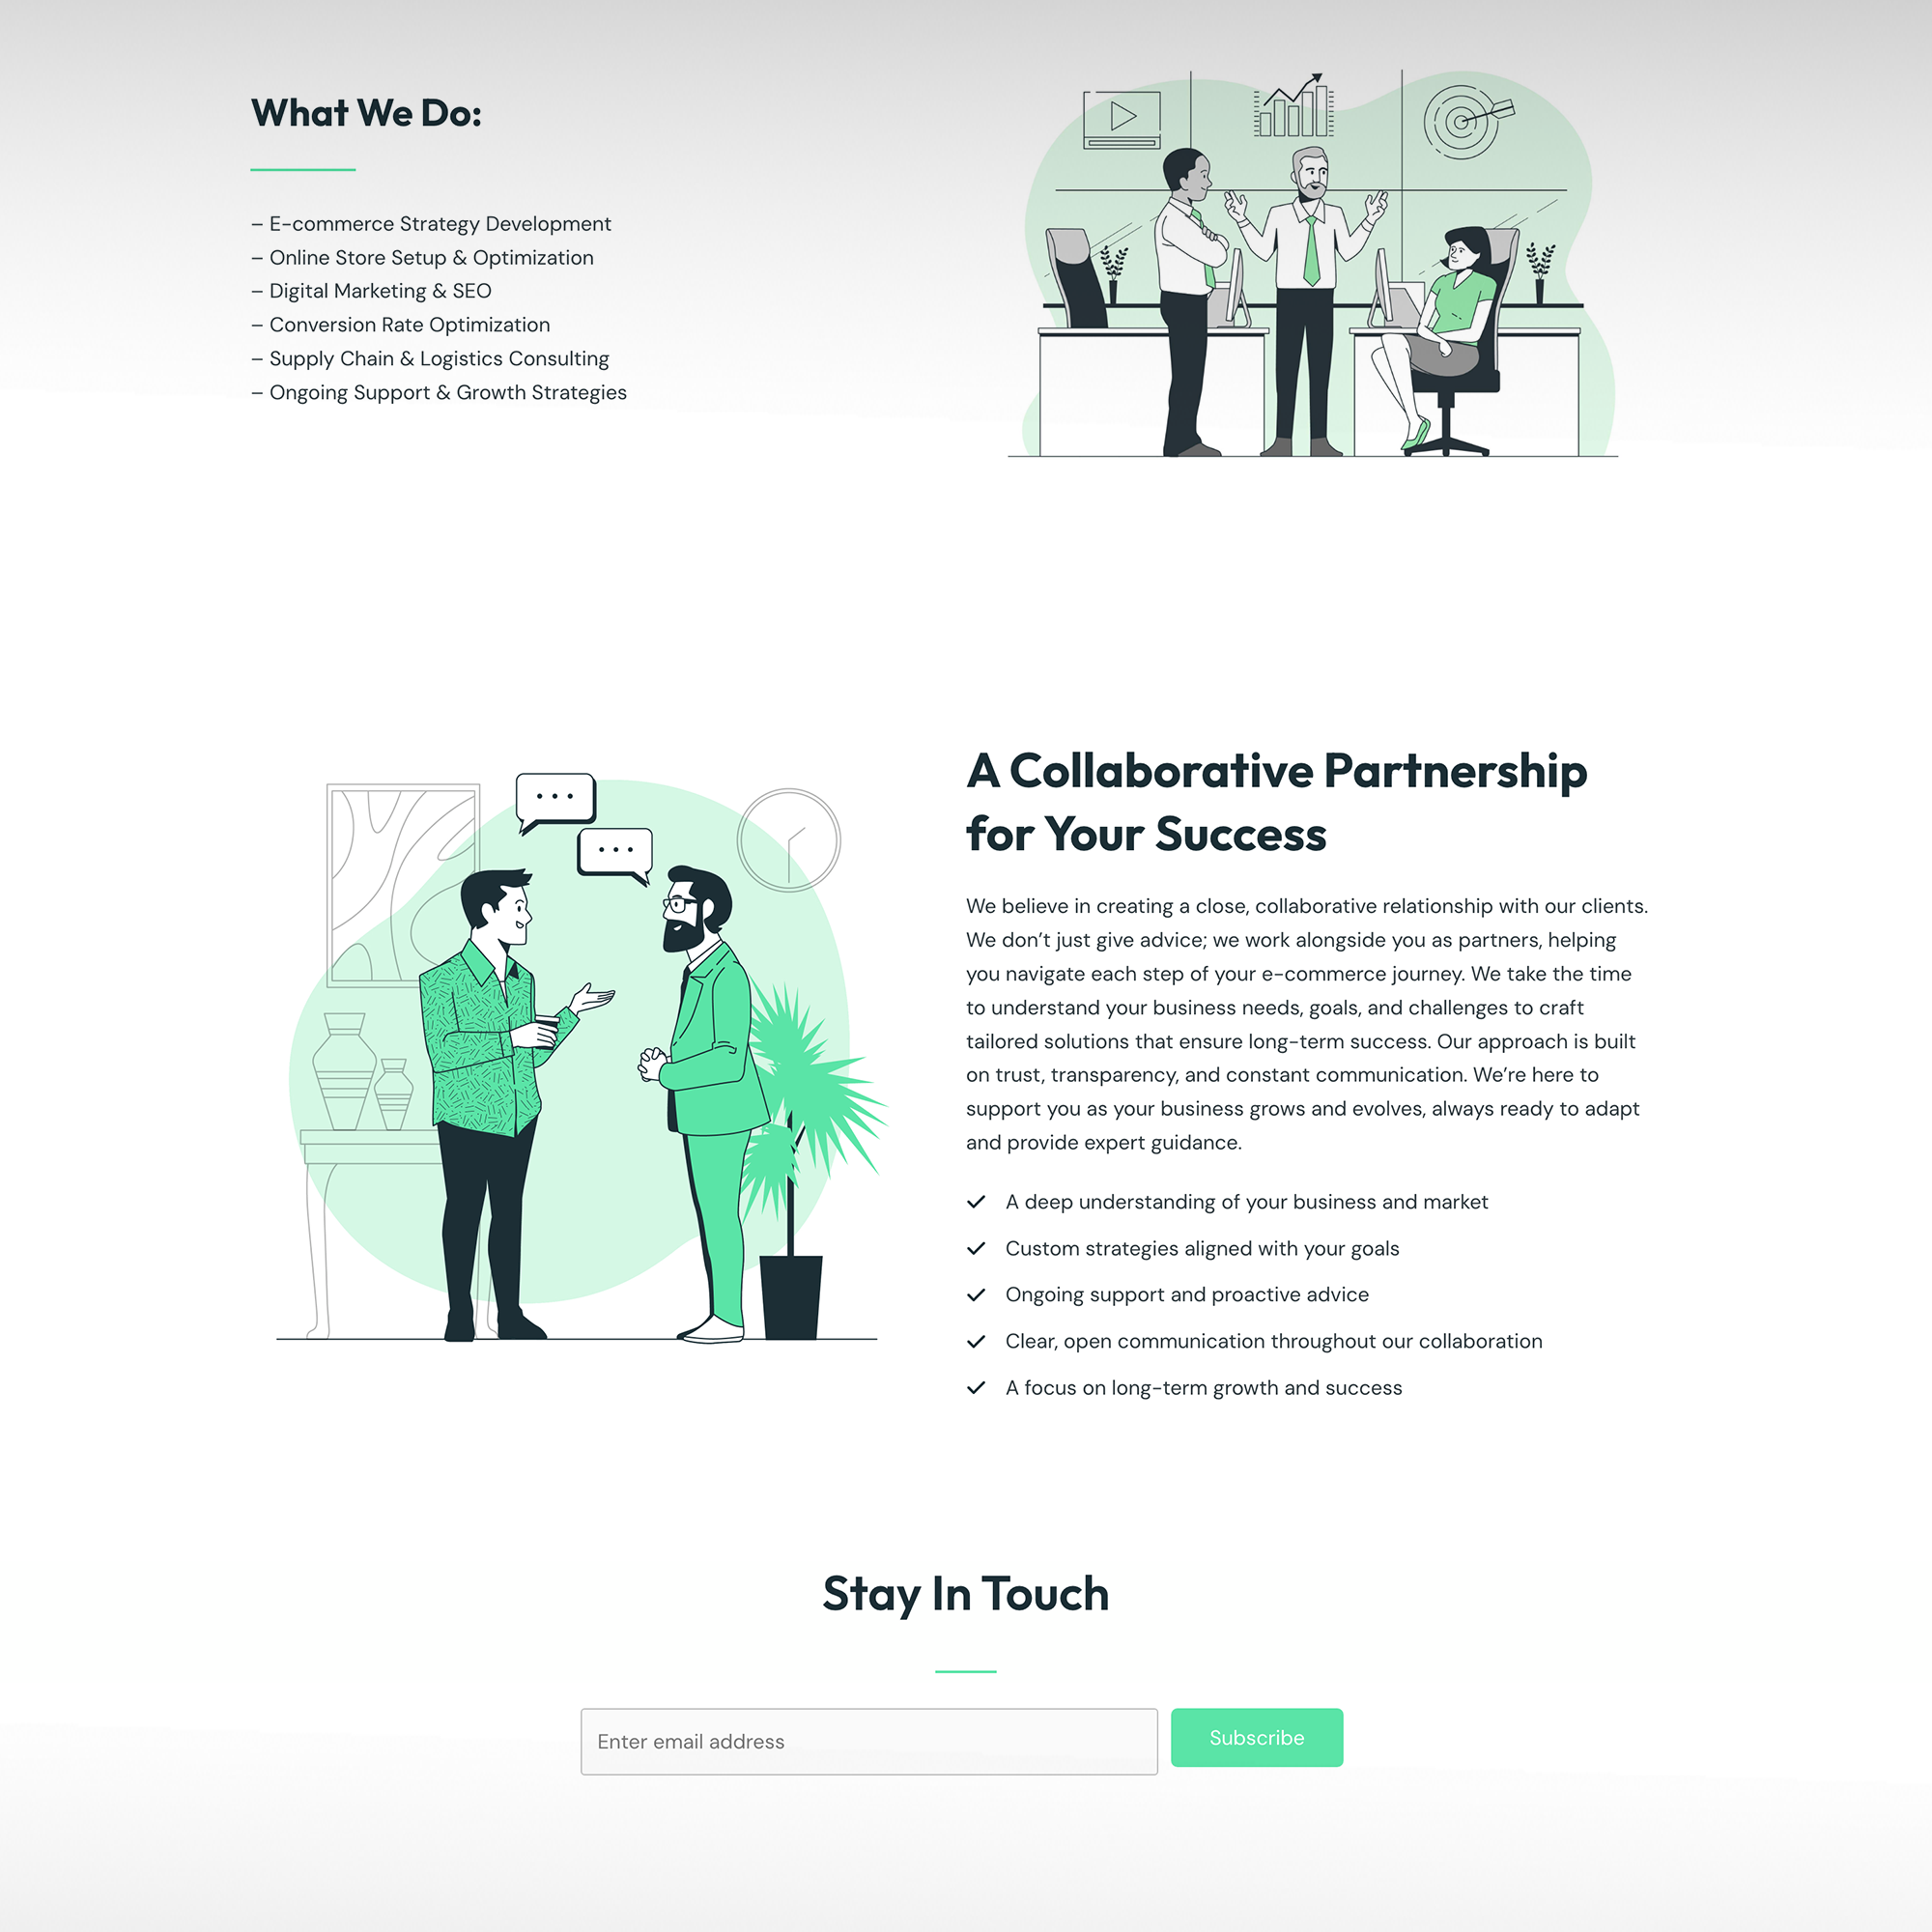 What We Do:
– E-commerce Strategy Development
– Online Store Setup & Optimization
– Digital Marketing & SEO
– Conversion Rate Optimization
– Supply Chain & Logistics Consulting
– Ongoing Support & Growth Strategies
A Collaborative Partnership
for Your Success
We believe in creating a close, collaborative relationship with our clients.
We don’t just give advice; we work alongside you as partners, helping
you navigate each step of your e-commerce journey. We take the time
to understand your business needs, goals, and challenges to craft
tailored solutions that ensure long-term success. Our approach is built
on trust, transparency, and constant communication. We’re here to
support you as your business grows and evolves, always ready to adapt
and provide expert guidance.
A deep understanding of your business and market
Custom strategies aligned with your goals
Ongoing support and proactive advice
Clear, open communication throughout our collaboration
A focus on long-term growth and success
Stay In Touch
Enter email address
Subscribe